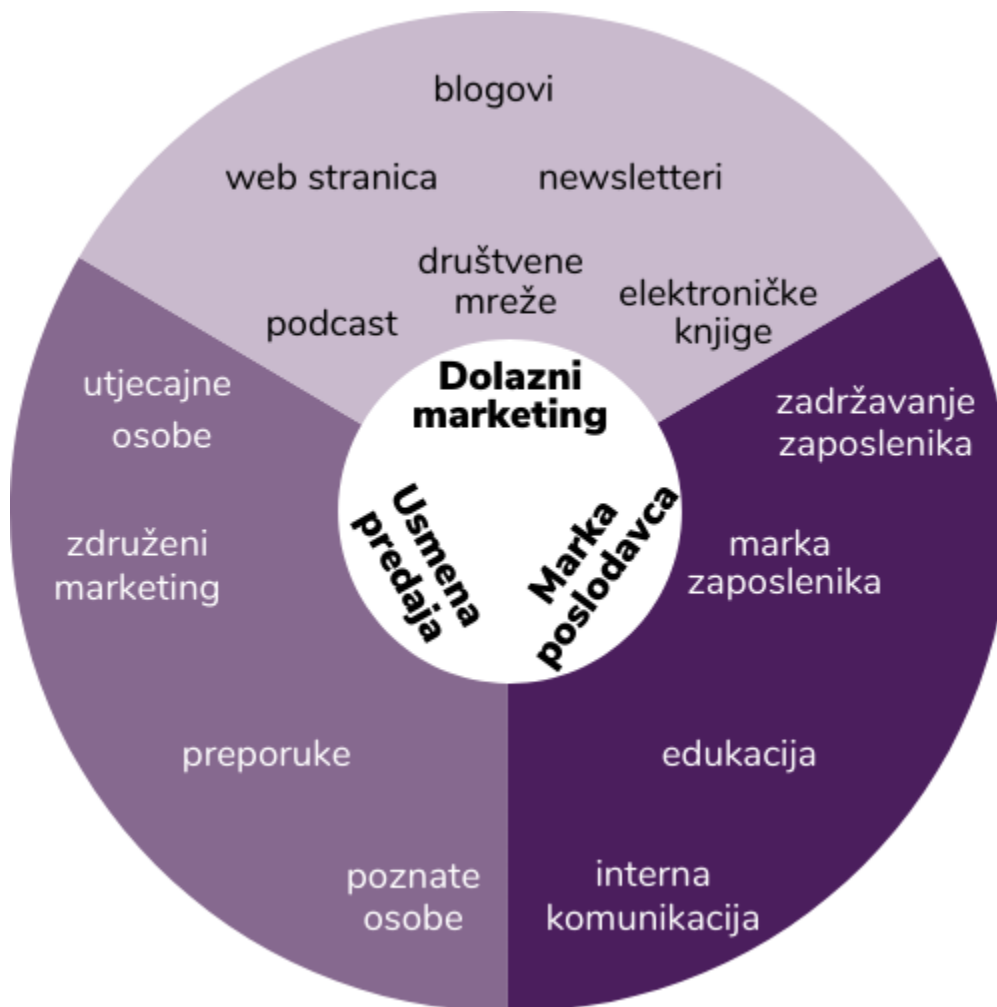 blogovi
web stranica
newsletteri
društvene
mreže
podcast
elektroničke
knjige
Dolazni
marketing
utjecajne
osobe
združeni
marketing
preporuke
poznate
osobe
Usmena
predaja
Marka
poslodavca
zadržavanje
zaposlenika
marka
zaposlenika
edukacija
interna
komunikacija